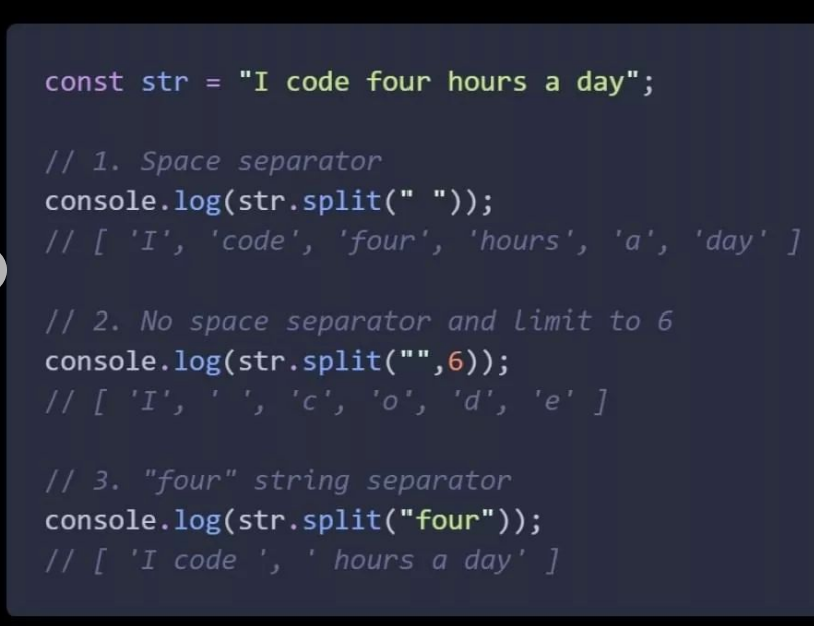 const str = "I code four hours a day";
// 1. Space separator
console.log(str.split(" "));
// [ 'I', 'code', 'four', 'hours', 'a', 'day' ]
// 2. No space separator and limit to 6
console.log(str.split("",6));
// [ 'I', ' ', 'c', 'o', 'd', 'e' ]
// 3. "four" string separator
console.log(str.split("four"));
// [ 'I code ', ' hours a day' ]